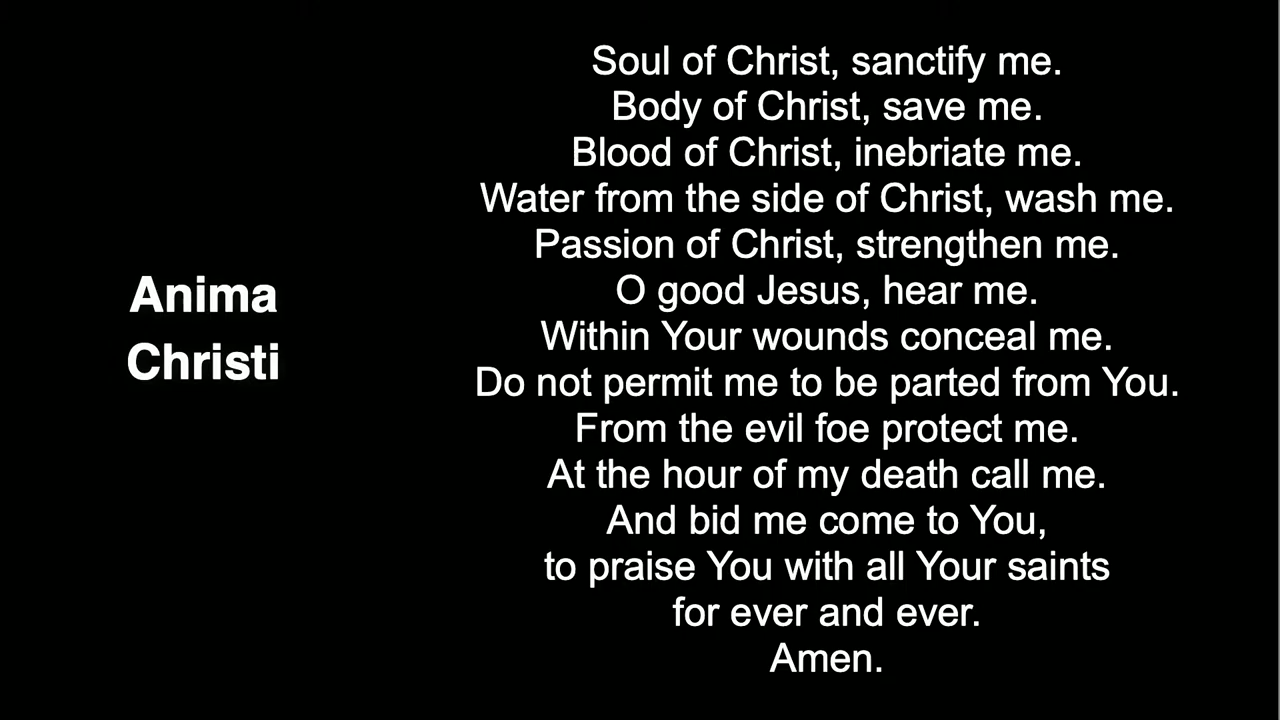 Anima
Christi
Soul of Christ, sanctify me.
Body of Christ, save me.
Blood of Christ, inebriate me.
Water from the side of Christ, wash me.
Passion of Christ, strengthen me.
O good Jesus, hear me.
Within Your wounds conceal me.
Do not permit me to be parted from You.
From the evil foe protect me.
At the hour of my death call me.
And bid me come to You,
to praise You with all Your saints
for ever and ever.
Amen.